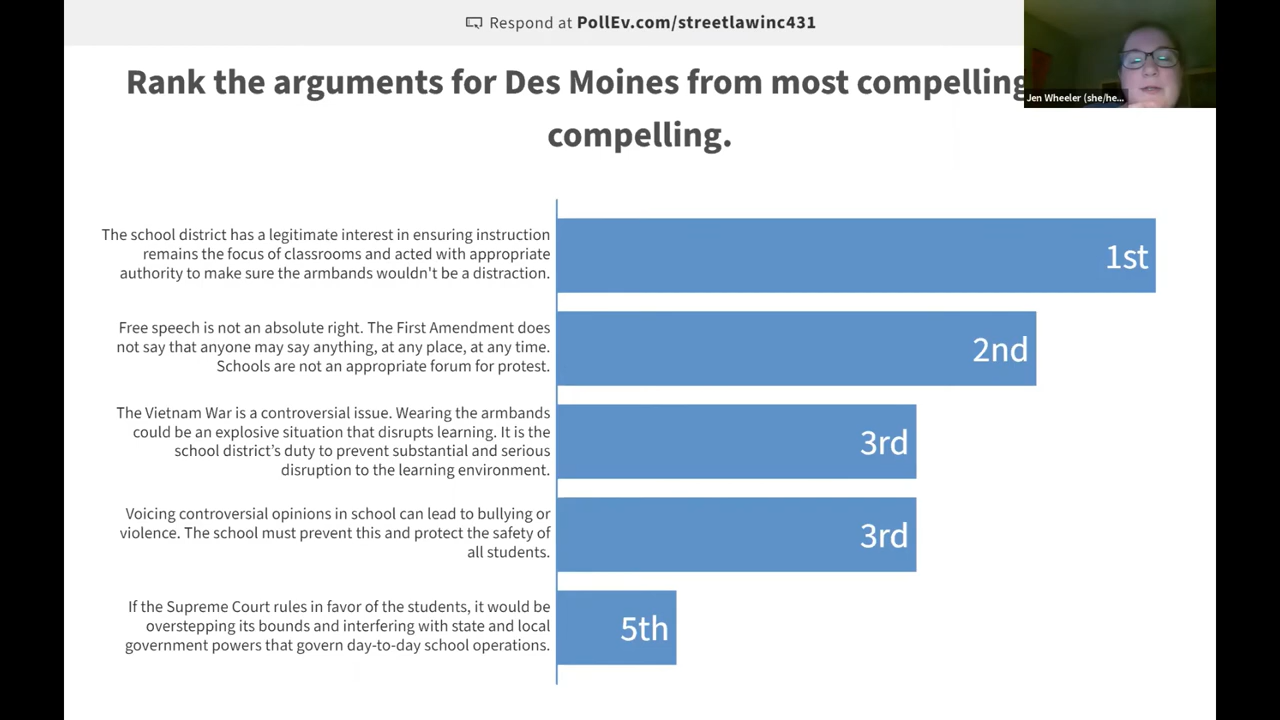 Respond at PollEv.com/streetlawinc431
Rank the arguments for Des Moines from most compelling
compelling.
Jen Wheeler (she/he...
The school district has a legitimate interest in ensuring instruction
remains the focus of classrooms and acted with appropriate
authority to make sure the armbands wouldn't be a distraction.
1st
Free speech is not an absolute right. The First Amendment does
not say that anyone may say anything, at any place, at any time.
Schools are not an appropriate forum for protest.
2nd
The Vietnam War is a controversial issue. Wearing the armbands
could be an explosive situation that disrupts learning. It is the
school district’s duty to prevent substantial and serious
disruption to the learning environment.
3rd
Voicing controversial opinions in school can lead to bullying or
violence. The school must prevent this and protect the safety of
all students.
3rd
If the Supreme Court rules in favor of the students, it would be
overstepping its bounds and interfering with state and local
government powers that govern day-to-day school operations.
5th